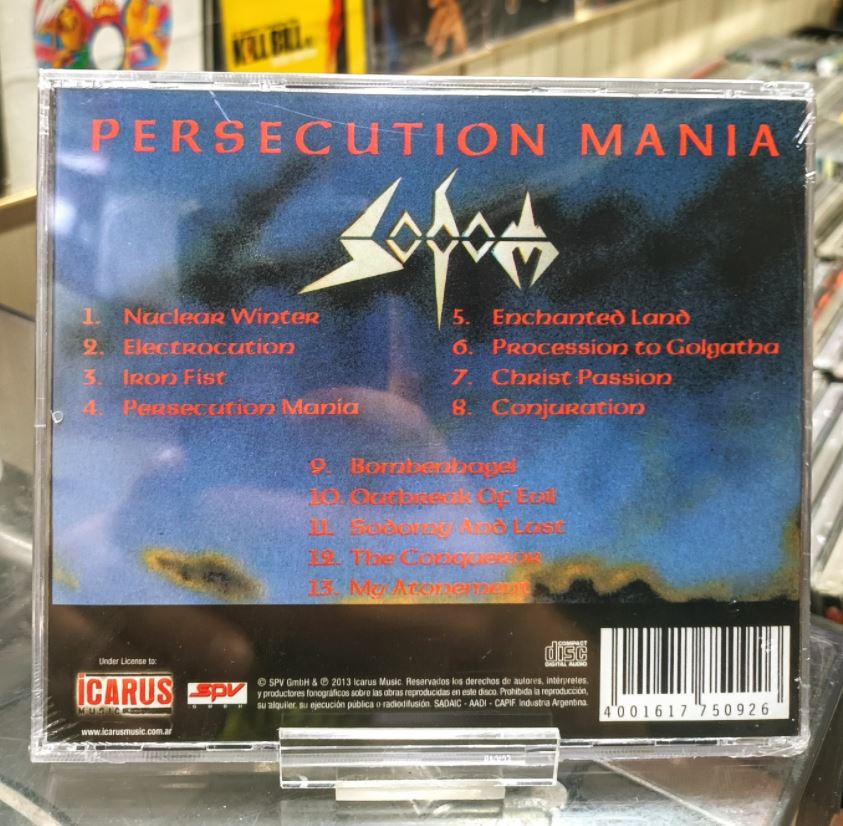 KILL BILL
PERSECUTION MANIA
SODOM
1. Nuclear Winter
2. Electrocution
3. Iron Fist
4. Persecution Mania
5. Enchanted Land
6. Procession to Golgatha
7. Christ Passion
8. Conjuration
9. Bombenhagel
10. Outbreak Of Evil
11. Sodomy And Lust
12. The Conqueror
13. My Atonement
Under License to:
iCARUS
MUSIC
www.icarusmusic.com.ar
SPV
GMBH
© SPV GmbH & ℗ 2013 Icarus Music. Reservados los derechos de autores, intérpretes,
y productores fonográficos sobre las obras reproducidas en este disco. Prohibida la reproducción,
su alquiler, su ejecución pública o radiodifusión. SADAIC - AADI - CAPIF. Industria Argentina.
COMPACT
disc
DIGITAL AUDIO
4 001617 750926